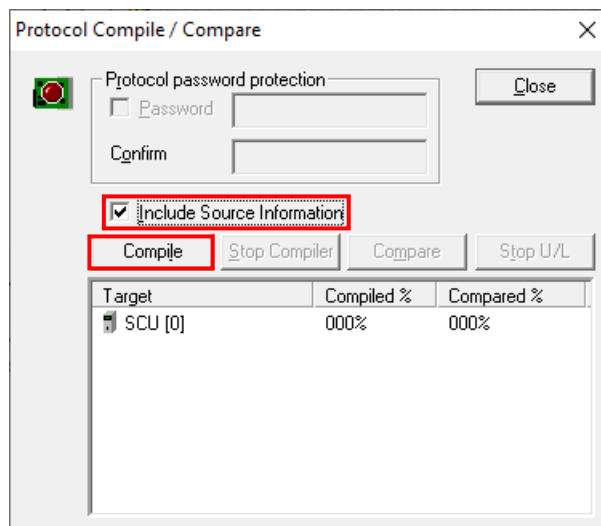 Protocol Compile / Compare
Protocol password protection
Close
Password
Confirm
Include Source Information
Compile Stop Compiler Compare Stop U/L
Target Compiled % Compared %
SCU [0] 000% 000%